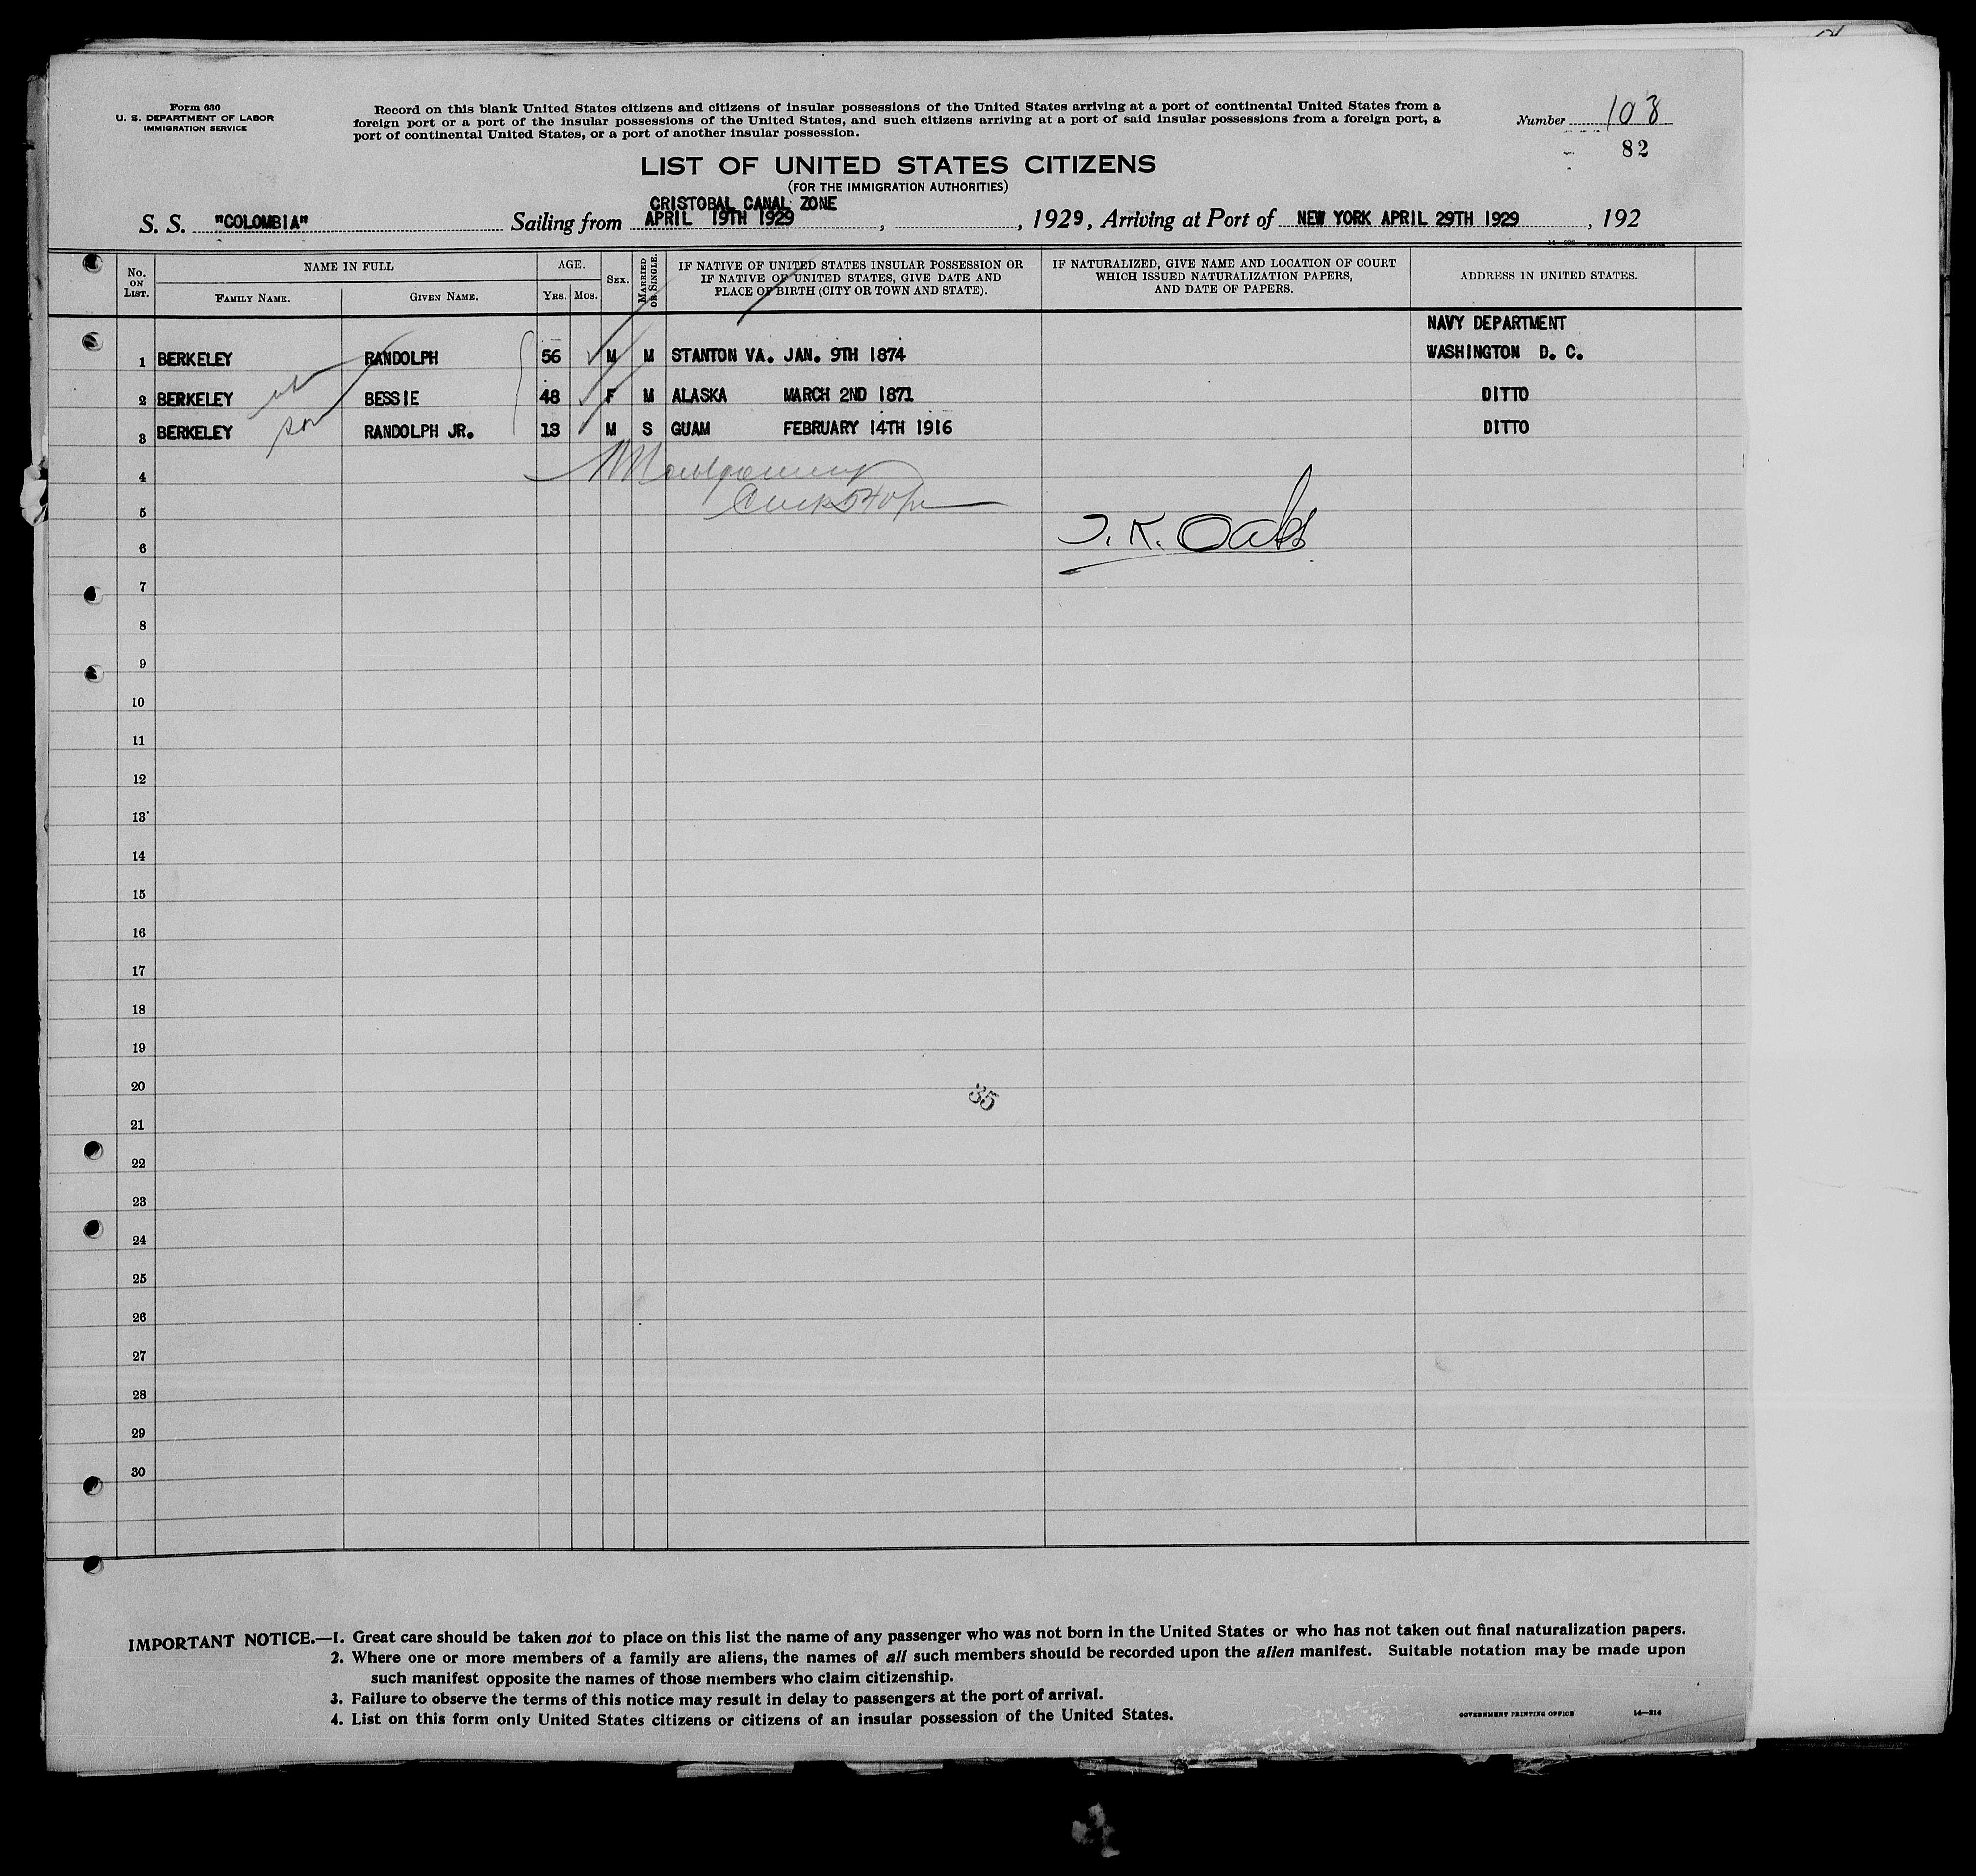 Form 630
U. S. DEPARTMENT OF LABOR
IMMIGRATION SERVICE
Record on this blank United States citizens and citizens of insular possessions of the United States arriving at a port of continental United States from a
foreign port or a port of the insular possessions of the United States, and such citizens arriving at a port of said insular possessions from a foreign port, a
port of continental United States, or a port of another insular possession.
Number 108
82
LIST OF UNITED STATES CITIZENS
(FOR THE IMMIGRATION AUTHORITIES)
CRISTOBAL CANAL ZONE
S. S. "COLOMBIA" Sailing from APRIL 19TH 1929, , 1929, Arriving at Port of NEW YORK APRIL 29TH 1929, 192
No. ON LIST. NAME IN FULL FAMILY NAME. GIVEN NAME. AGE. YRS. MOS. SEX. MARRIED OR SINGLE. IF NATIVE OF UNITED STATES INSULAR POSSESSION OR IF NATIVE OF UNITED STATES, GIVE DATE AND PLACE OF BIRTH (CITY OR TOWN AND STATE). IF NATURALIZED, GIVE NAME AND LOCATION OF COURT WHICH ISSUED NATURALIZATION PAPERS, AND DATE OF PAPERS. ADDRESS IN UNITED STATES.
NAVY DEPARTMENT
1 BERKELEY RANDOLPH 56 M M STANTON VA. JAN. 9TH 1874 WASHINGTON D. C.
2 BERKELEY BESSIE 48 F M ALASKA MARCH 2ND 1871 DITTO
son
3 BERKELEY RANDOLPH JR. 13 M S GUAM FEBRUARY 14TH 1916 DITTO
4 Montgomery
5
6 J. K. Oaks
7
8
9
10
11
12
13
14
15
16
17
18
19
20
35
21
22
23
24
25
26
27
28
29
30
IMPORTANT NOTICE.—1. Great care should be taken not to place on this list the name of any passenger who was not born in the United States or who has not taken out final naturalization papers.
2. Where one or more members of a family are aliens, the names of all such members should be recorded upon the alien manifest. Suitable notation may be made upon
such manifest opposite the names of those members who claim citizenship.
3. Failure to observe the terms of this notice may result in delay to passengers at the port of arrival.
4. List on this form only United States citizens or citizens of an insular possession of the United States.
GOVERNMENT PRINTING OFFICE 14—214